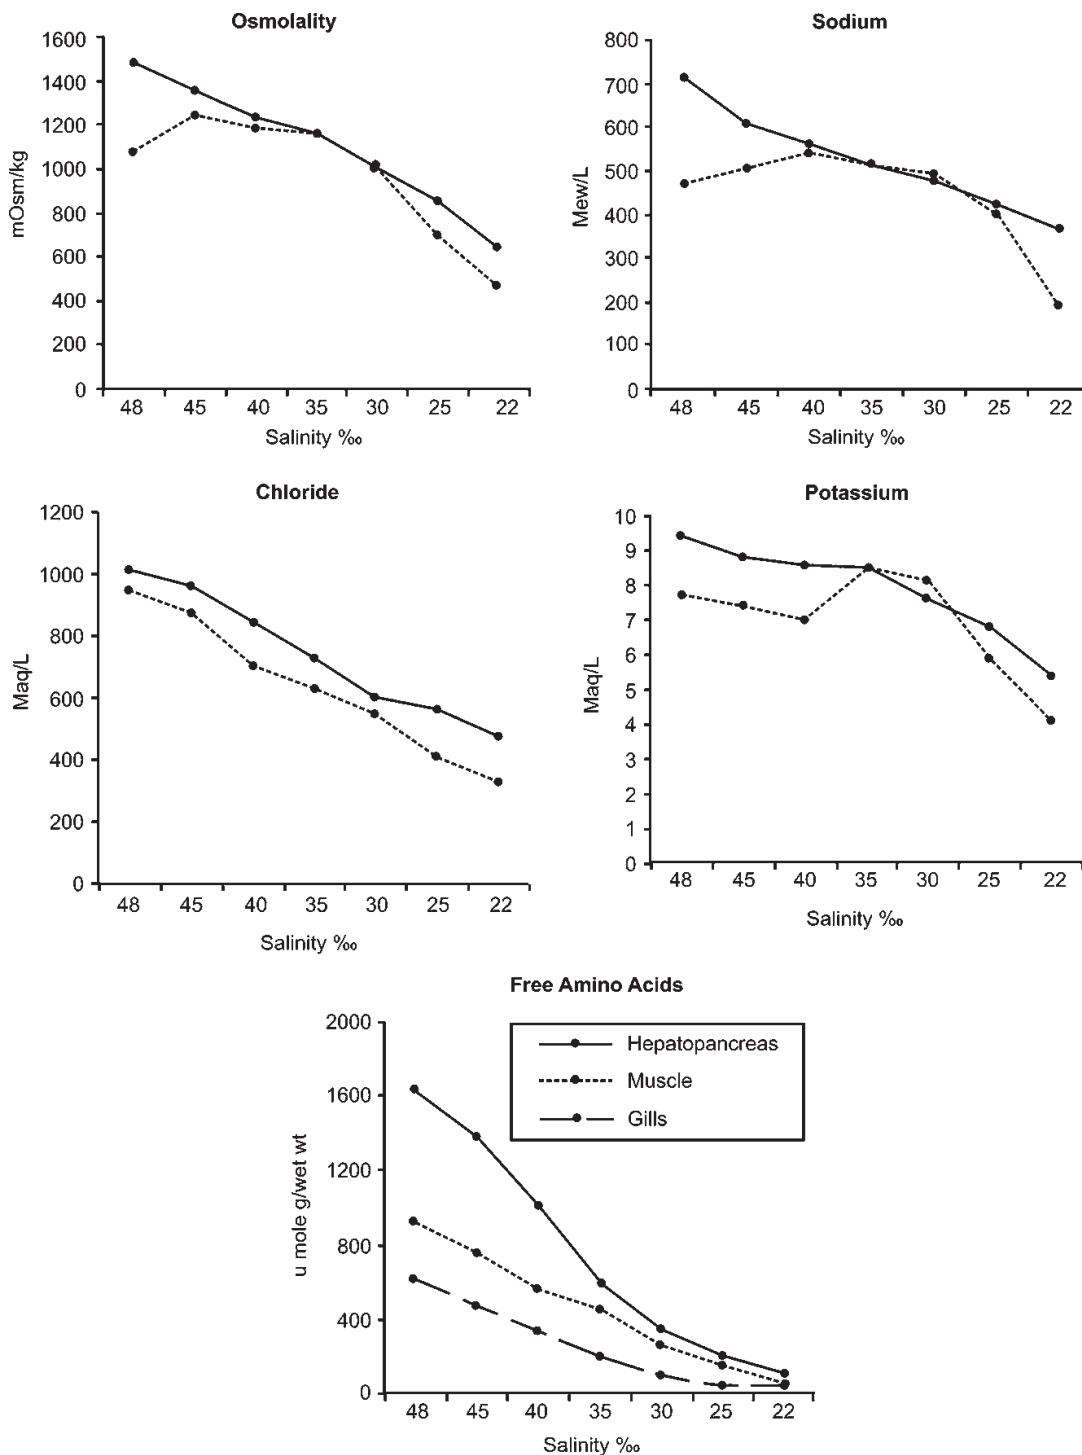 Osmolality
1600
1400
1200
1000
800
600
400
200
0
mOsm/kg
48 45 40 35 30 25 22
Salinity ‰
Sodium
800
700
600
500
400
300
200
100
0
Mew/L
48 45 40 35 30 25 22
Salinity ‰
Chloride
1200
1000
800
600
400
200
0
Maq/L
48 45 40 35 30 25 22
Salinity ‰
Potassium
10
9
8
7
6
5
4
3
2
1
0
Maq/L
48 45 40 35 30 25 22
Salinity ‰
Free Amino Acids
2000
1600
1200
800
400
0
u mole g/wet wt
Hepatopancreas
Muscle
Gills
48 45 40 35 30 25 22
Salinity ‰